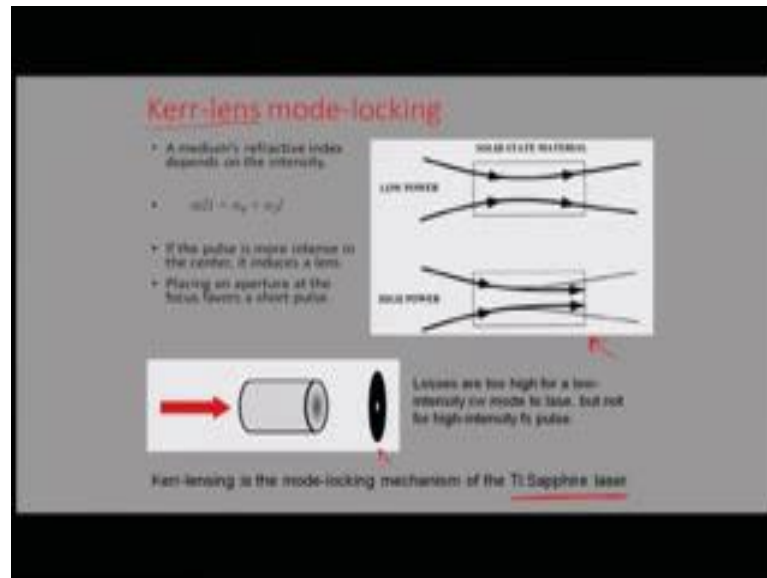 Kerr-lens mode-locking
• A medium's refractive index
depends on the intensity.
• n(I) = n₀ + n₂I
• If the pulse is more intense in
the center, it induces a lens.
• Placing an aperture at the
focus favors a short pulse.
SOLID STATE MATERIAL
LOW POWER
HIGH POWER
Losses are too high for a low-
intensity cw mode to lase, but not
for high-intensity fs pulse.
Kerr-lensing is the mode-locking mechanism of the Ti:Sapphire laser